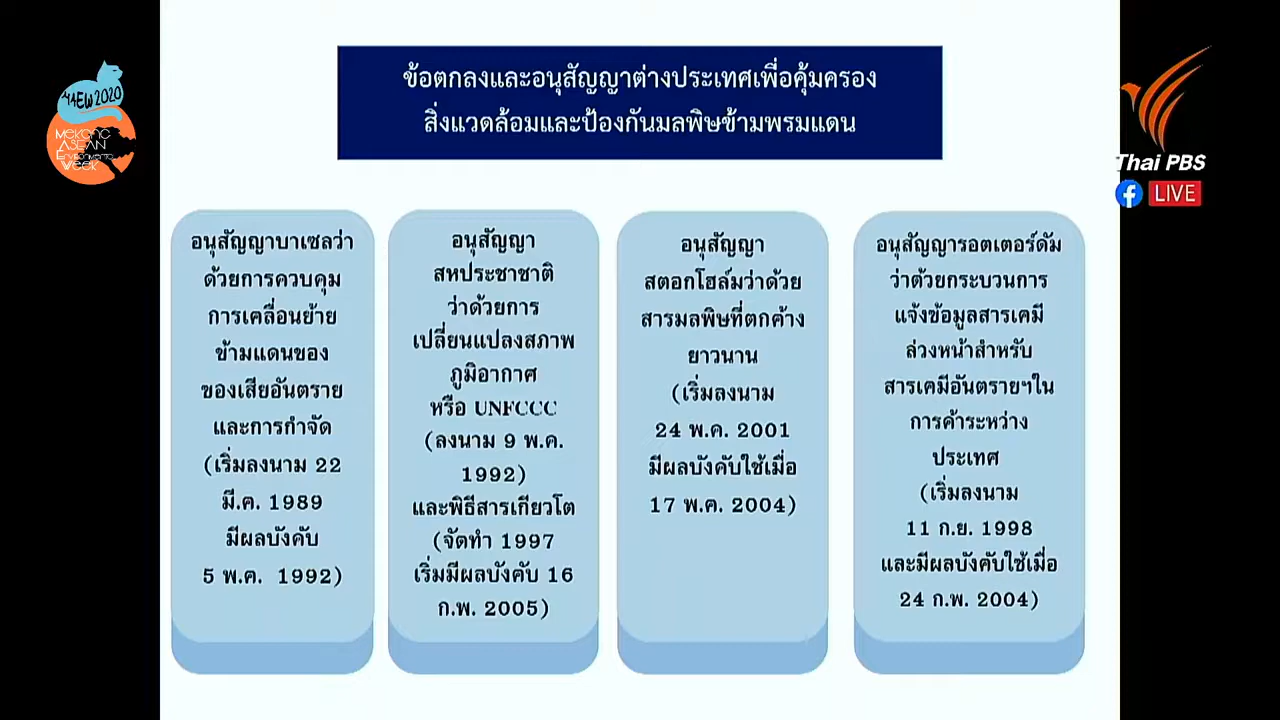 ข้อตกลงและอนุสัญญาต่างประเทศเพื่อคุ้มครอง
สิ่งแวดล้อมและป้องกันมลพิษข้ามพรมแดน
MEW 2020
MEKONG
ASEAN
ENVIRONMENTAL
WEEK
Thai PBS
LIVE
อนุสัญญาบาเซลว่า
ด้วยการควบคุม
การเคลื่อนย้าย
ข้ามแดนของ
ของเสียอันตราย
และการกำจัด
(เริ่มลงนาม 22
มี.ค. 1989
มีผลบังคับ
5 พ.ค. 1992)
อนุสัญญา
สหประชาชาติ
ว่าด้วยการ
เปลี่ยนแปลงสภาพ
ภูมิอากาศ
หรือ UNFCCC
(ลงนาม 9 พ.ค.
1992)
และพิธีสารเกียวโต
(จัดทำ 1997
เริ่มมีผลบังคับ 16
ก.พ. 2005)
อนุสัญญา
สตอกโฮล์มว่าด้วย
สารมลพิษที่ตกค้าง
ยาวนาน
(เริ่มลงนาม
24 พ.ค. 2001
มีผลบังคับใช้เมื่อ
17 พ.ค. 2004)
อนุสัญญารอตเตอร์ดัม
ว่าด้วยกระบวนการ
แจ้งข้อมูลสารเคมี
ล่วงหน้าสำหรับ
สารเคมีอันตรายฯใน
การค้าระหว่าง
ประเทศ
(เริ่มลงนาม
11 ก.ย. 1998
และมีผลบังคับใช้เมื่อ
24 ก.พ. 2004)